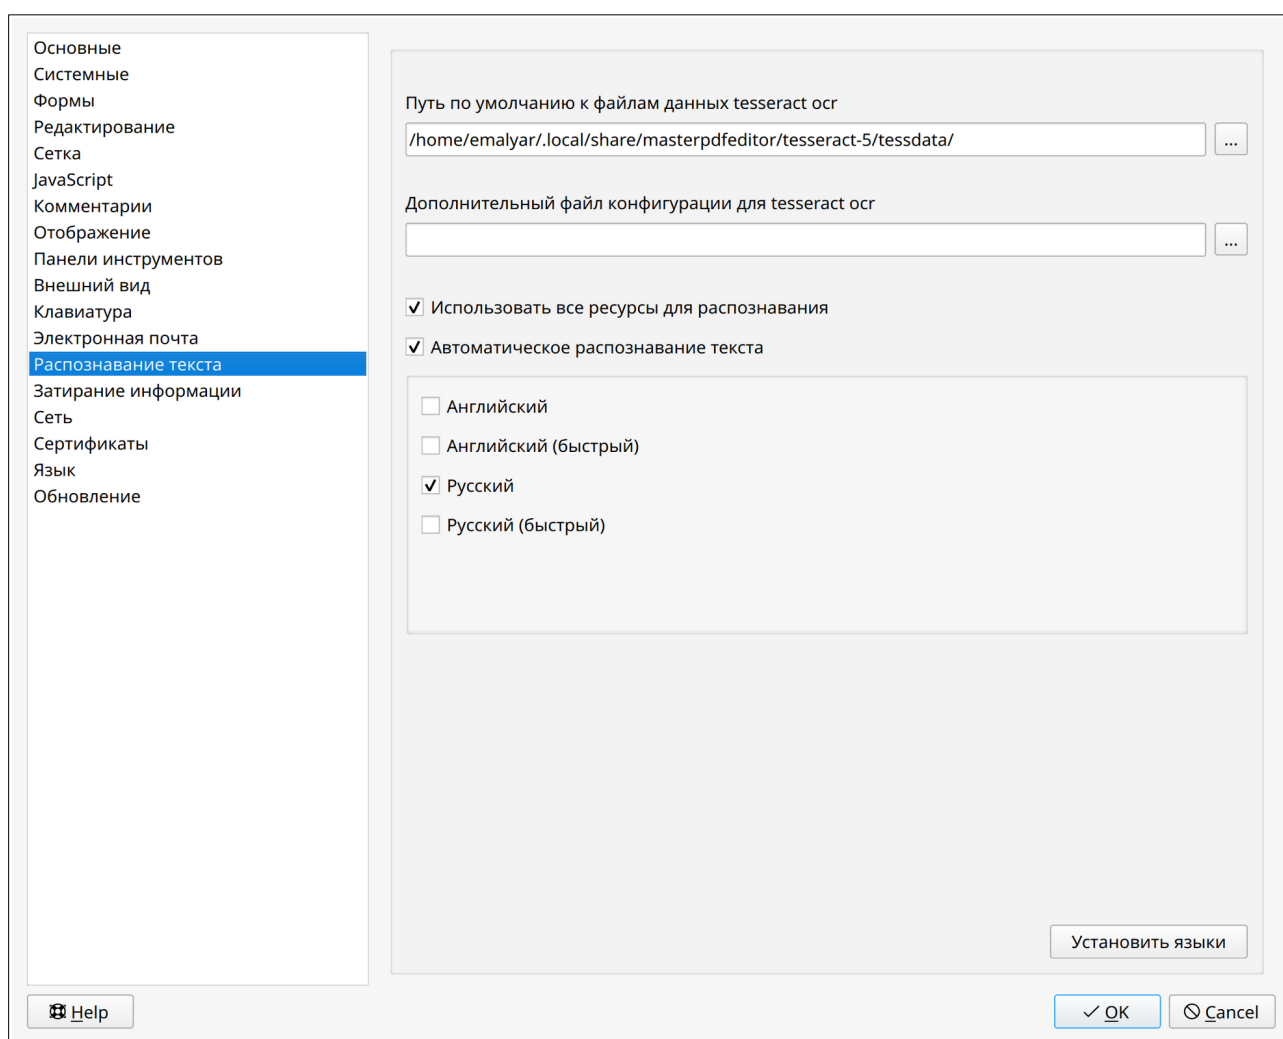 Основные
Системные
Формы
Редактирование
Сетка
JavaScript
Комментарии
Отображение
Панели инструментов
Внешний вид
Клавиатура
Электронная почта
Распознавание текста
Затирание информации
Сеть
Сертификаты
Язык
Обновление
Путь по умолчанию к файлам данных tesseract ocr
/home/emalyar/.local/share/masterpdfeditor/tesseract-5/tessdata/
...
Дополнительный файл конфигурации для tesseract ocr
...
Использовать все ресурсы для распознавания
Автоматическое распознавание текста
Английский
Английский (быстрый)
Русский
Русский (быстрый)
Установить языки
Help
OK
Cancel